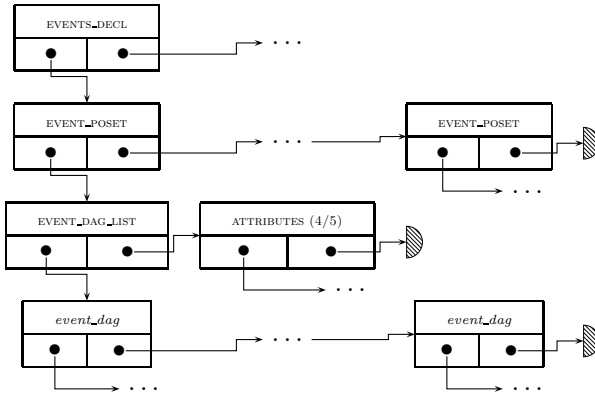 EVENTS_DECL
. . .
EVENT_POSET
. . .
EVENT_POSET
. . .
EVENT_DAG_LIST
ATTRIBUTES (4/5)
. . .
event_dag
. . .
event_dag
. . .
. . .